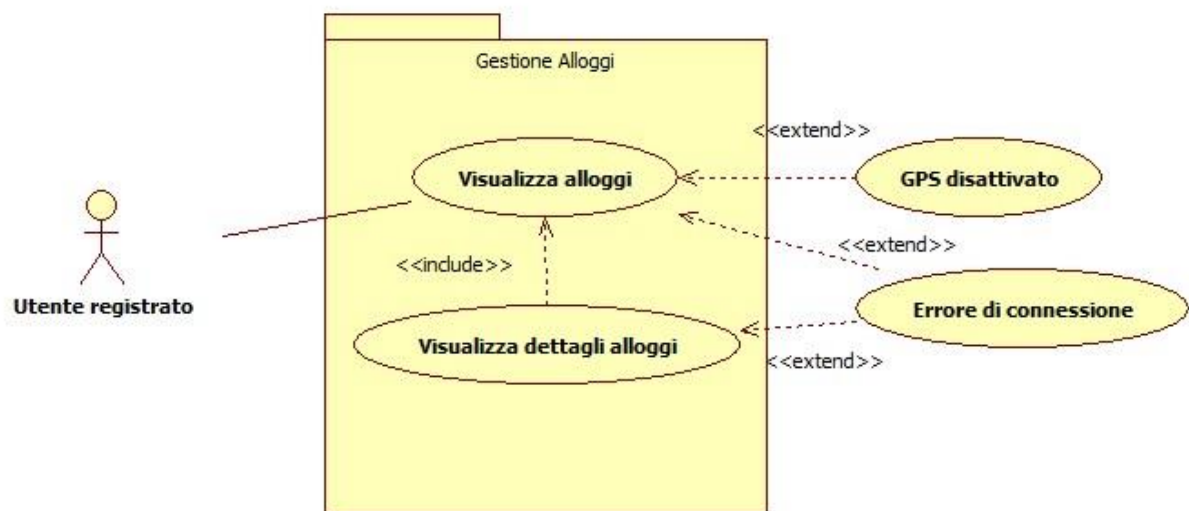 Gestione Alloggi
<<extend>>
Visualizza alloggi
GPS disattivato
<<extend>>
<<include>>
Utente registrato
Errore di connessione
Visualizza dettagli alloggi
<<extend>>